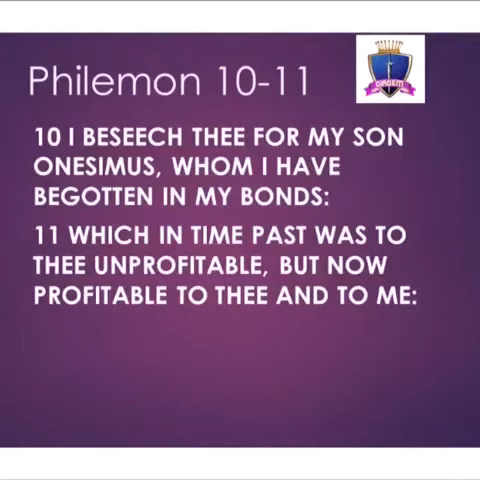 Philemon 10-11
10 I BESEECH THEE FOR MY SON
ONESIMUS, WHOM I HAVE
BEGOTTEN IN MY BONDS:
11 WHICH IN TIME PAST WAS TO
THEE UNPROFITABLE, BUT NOW
PROFITABLE TO THEE AND TO ME: